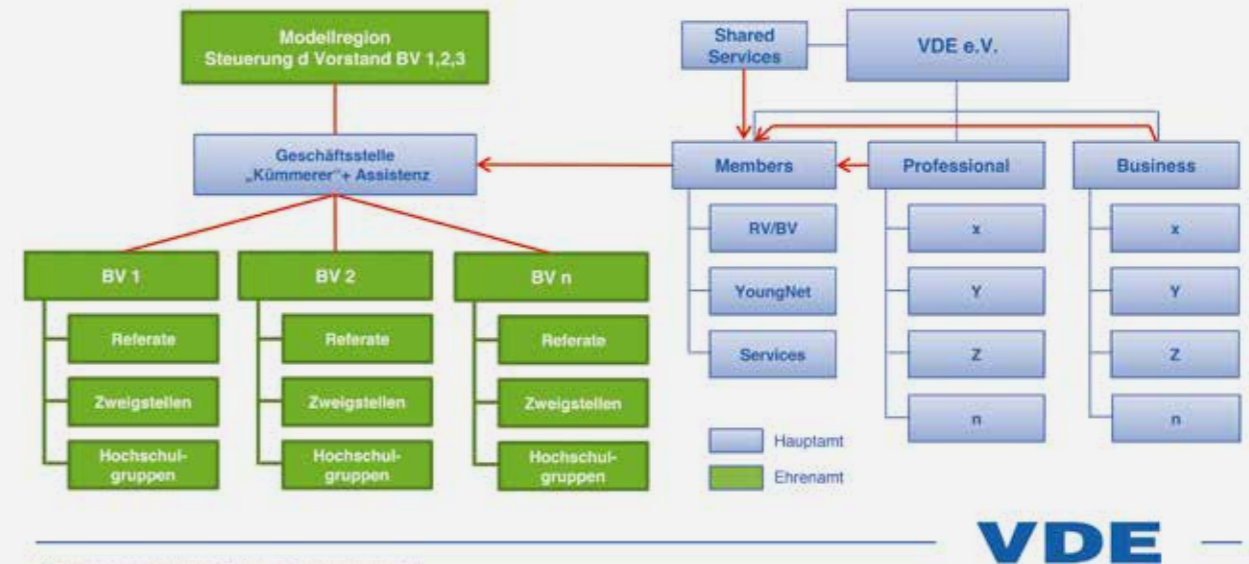 Modellregion
Steuerung d Vorstand BV 1,2,3
Shared
Services
VDE e.V.
Geschäftsstelle
„Kümmerer“+ Assistenz
Members
Professional
Business
RV/BV
YoungNet
Services
x
Y
Z
n
x
Y
Z
n
BV 1
Referate
Zweigstellen
Hochschul-
gruppen
BV 2
Referate
Zweigstellen
Hochschul-
gruppen
BV n
Referate
Zweigstellen
Hochschul-
gruppen
Hauptamt
Ehrenamt
VDE